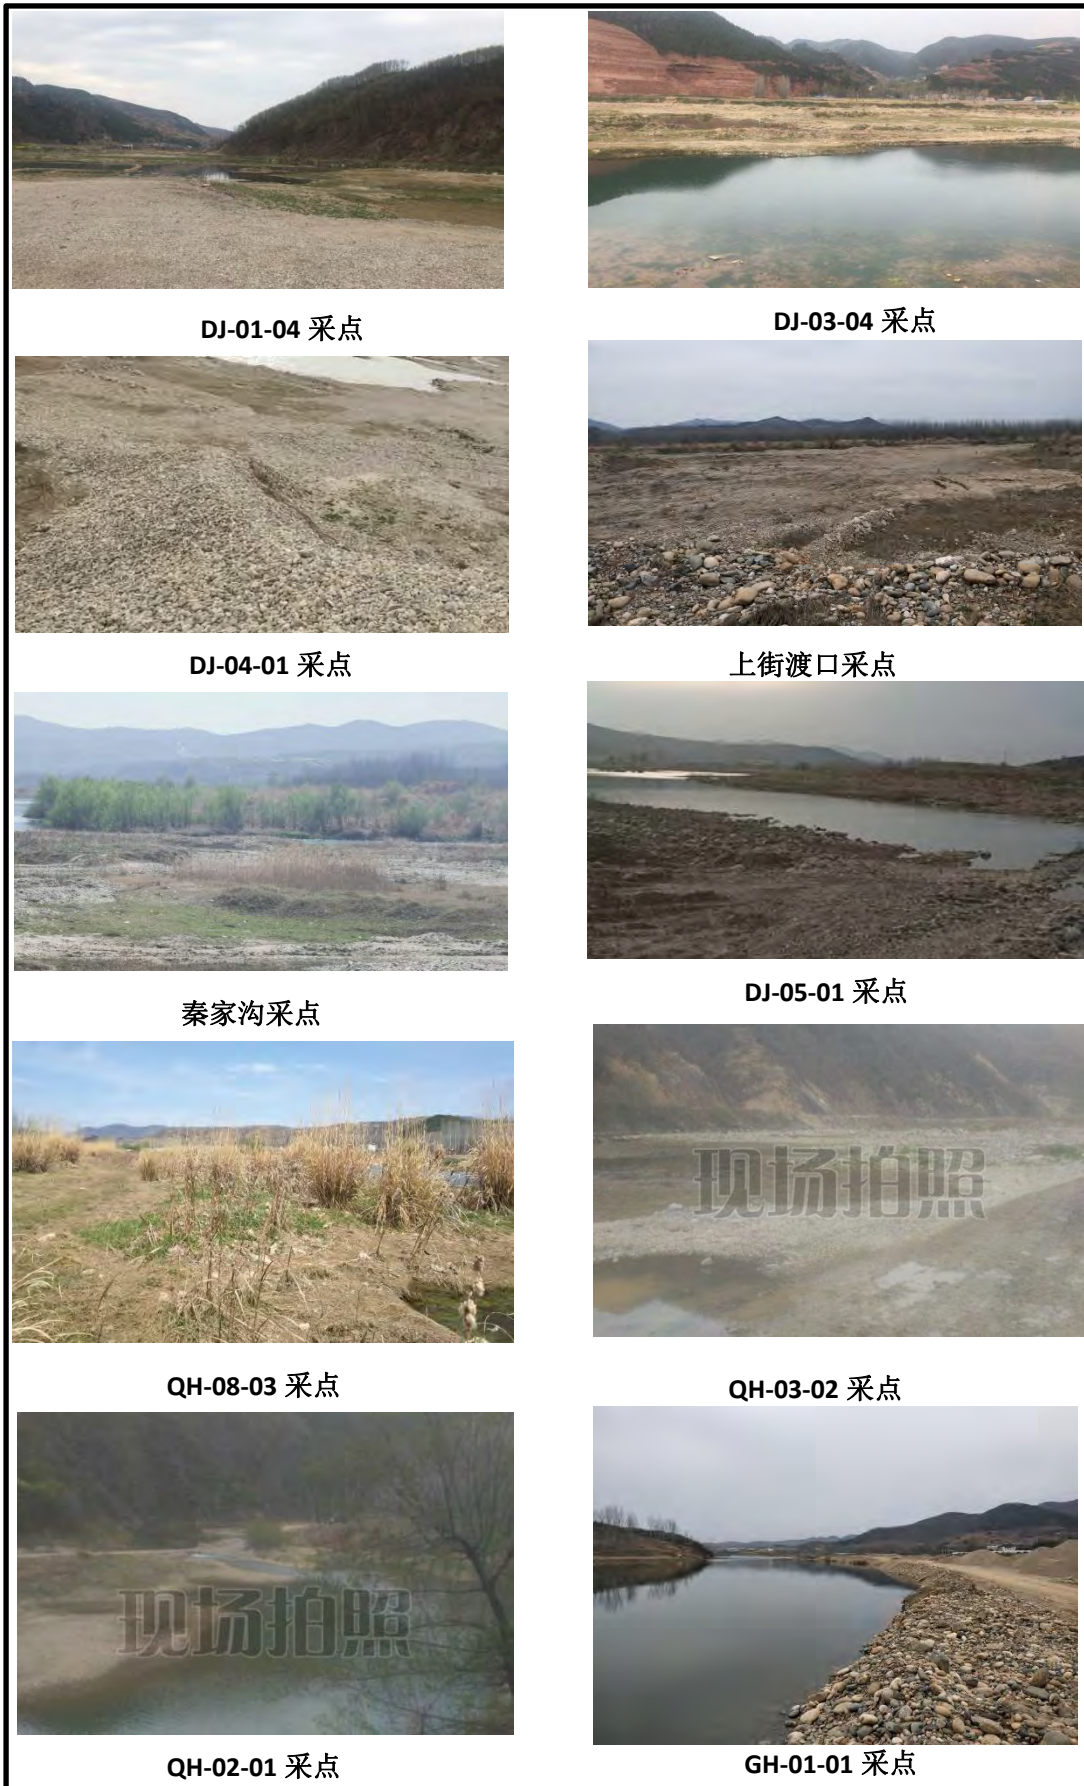 DJ-01-04 采点
DJ-03-04 采点
DJ-04-01 采点
上街渡口采点
秦家沟采点
DJ-05-01 采点
现场拍照
QH-08-03 采点
QH-03-02 采点
现场拍照
QH-02-01 采点
GH-01-01 采点